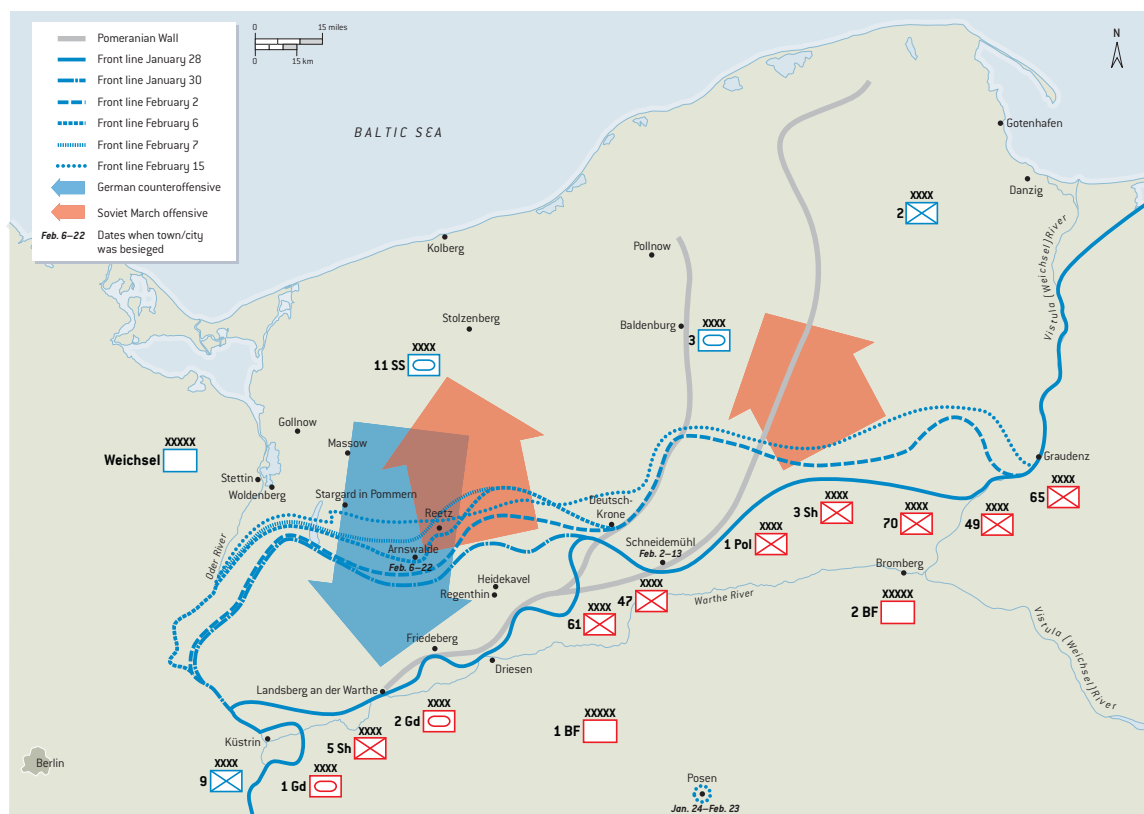 0 15 miles
0 15 km
N
Pomeranian Wall
Front line January 28
Front line January 30
Front line February 2
Front line February 6
Front line February 7
Front line February 15
German counteroffensive
Soviet March offensive
Feb. 6–22 Dates when town/city
was besieged
BALTIC SEA
Gotenhafen
Danzig
XXXX
2
Vistula (Weichsel) River
Kolberg
Pollnow
Stolzenberg
Baldenburg
XXXX
3
XXXX
11 SS
Gollnow
Massow
XXXXX
Weichsel
Stettin
Woldenberg
Stargard in Pommern
Reetz
Deutsch-
Krone
Graudenz
XXXX
65
XXXX
3 Sh
XXXX
70
XXXX
49
XXXX
1 Pol
Oder River
Arnswalde
Feb. 6–22
Schneidemühl
Feb. 2–13
Bromberg
Heidekavel
Regenthin
XXXX
47
Warthe River
XXXXX
2 BF
XXXX
61
Vistula (Weichsel) River
Friedeberg
Driesen
Landsberg an der Warthe
XXXX
2 Gd
XXXXX
1 BF
Küstrin
XXXX
5 Sh
Berlin
XXXX
9
XXXX
1 Gd
Posen
Jan. 24–Feb. 23